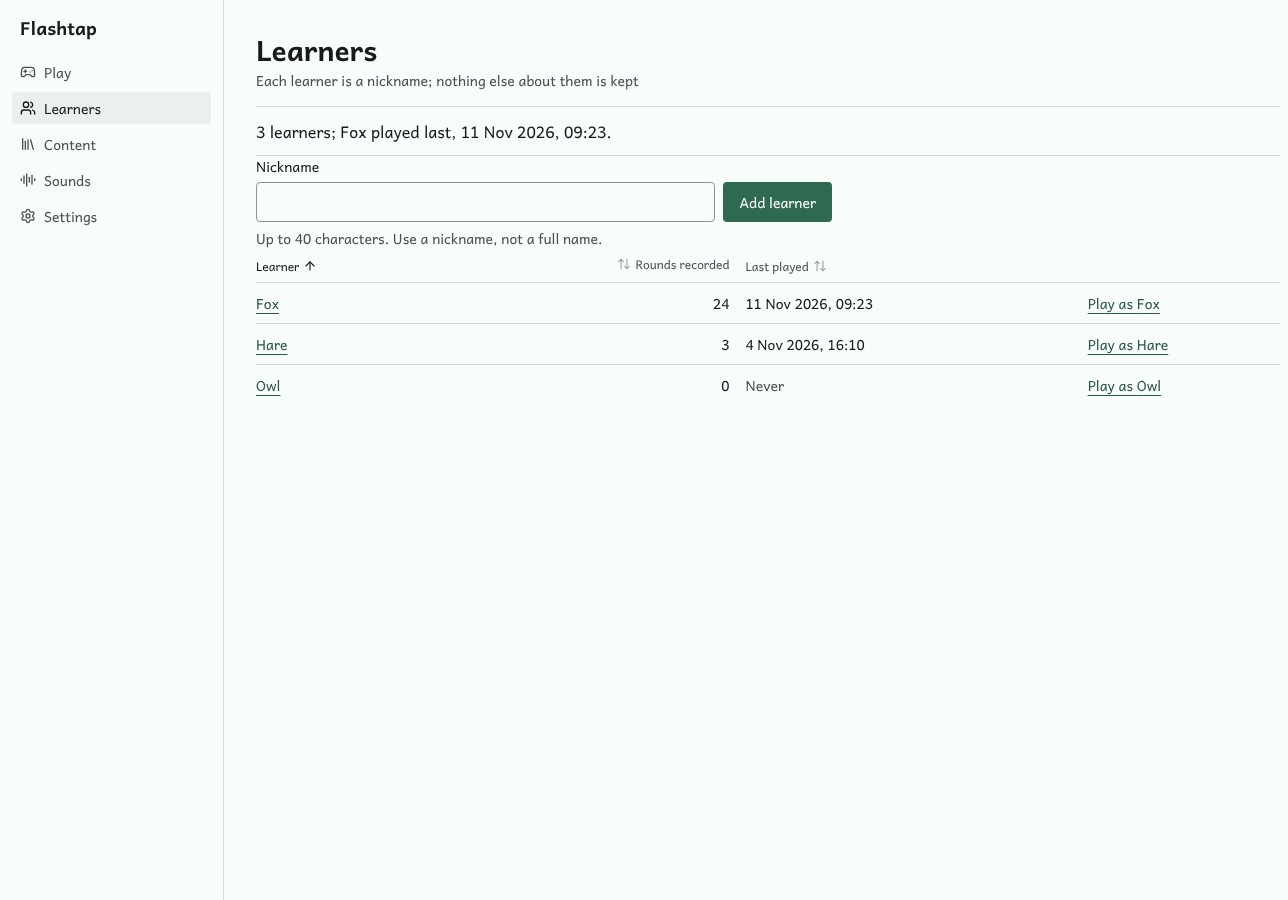 Flashtap
Play
Learners
Content
Sounds
Settings
Learners
Each learner is a nickname; nothing else about them is kept
3 learners; Fox played last, 11 Nov 2026, 09:23.
Nickname
Add learner
Up to 40 characters. Use a nickname, not a full name.
Learner Rounds recorded Last played
Fox 24 11 Nov 2026, 09:23 Play as Fox
Hare 3 4 Nov 2026, 16:10 Play as Hare
Owl 0 Never Play as Owl